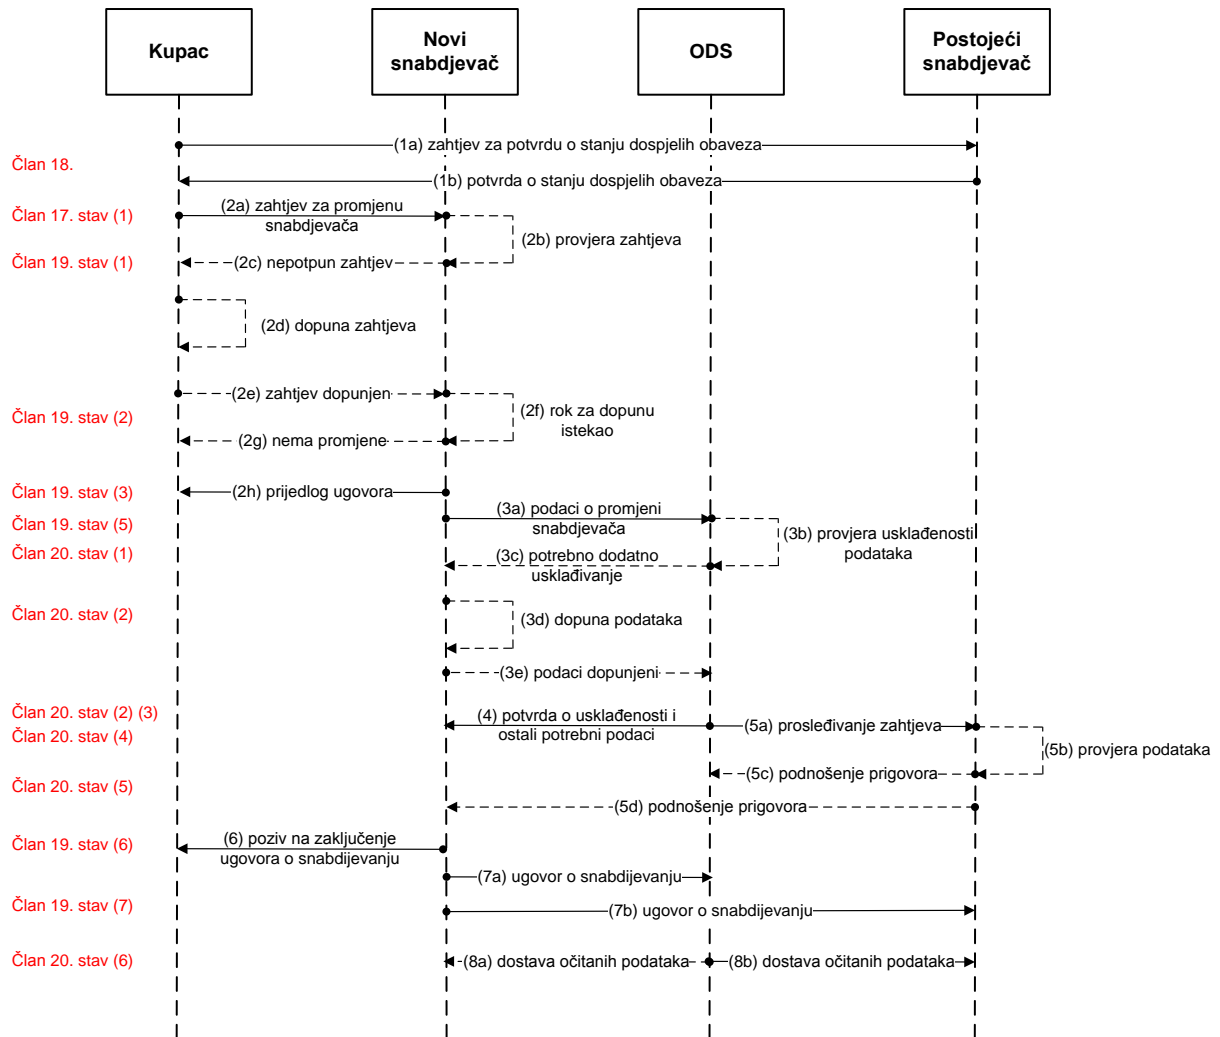 Kupac
Novi
snabdjevač
ODS
Postojeći
snabdjevač
(1a) zahtjev za potvrdu o stanju dospjelih obaveza
Član 18.
(1b) potvrda o stanju dospjelih obaveza
Član 17. stav (1)
(2a) zahtjev za promjenu
snabdjevača
(2b) provjera zahtjeva
Član 19. stav (1)
(2c) nepotpun zahtjev
(2d) dopuna zahtjeva
(2e) zahtjev dopunjen
Član 19. stav (2)
(2f) rok za dopunu
istekao
(2g) nema promjene
Član 19. stav (3)
(2h) prijedlog ugovora
Član 19. stav (5)
(3a) podaci o promjeni
snabdjevača
(3b) provjera usklađenosti
podataka
Član 20. stav (1)
(3c) potrebno dodatno
usklađivanje
Član 20. stav (2)
(3d) dopuna podataka
(3e) podaci dopunjeni
Član 20. stav (2) (3)
(4) potvrda o usklađenosti i
ostali potrebni podaci
(5a) prosleđivanje zahtjeva
Član 20. stav (4)
(5b) provjera podataka
(5c) podnošenje prigovora
Član 20. stav (5)
(5d) podnošenje prigovora
Član 19. stav (6)
(6) poziv na zaključenje
ugovora o snabdijevanju
(7a) ugovor o snabdijevanju
Član 19. stav (7)
(7b) ugovor o snabdijevanju
Član 20. stav (6)
(8a) dostava očitanih podataka
(8b) dostava očitanih podataka